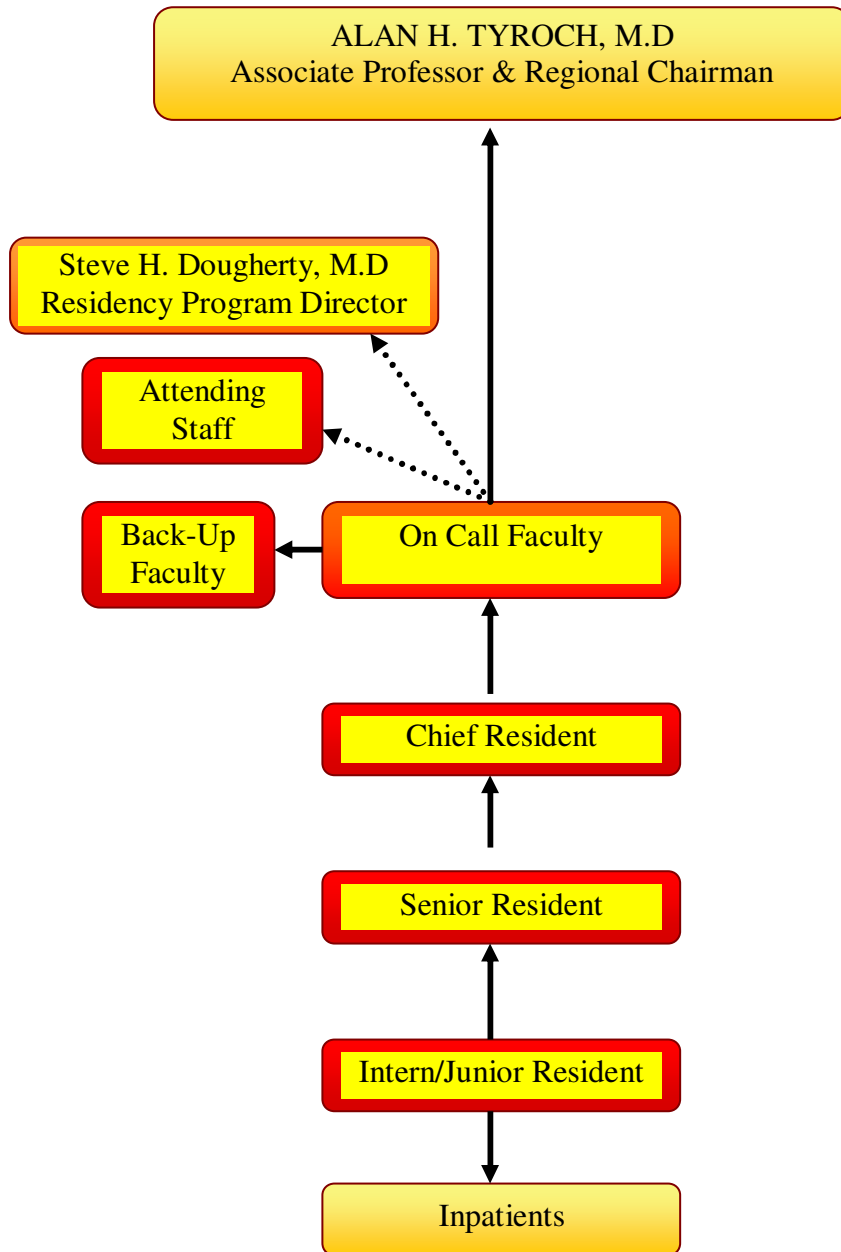 ALAN H. TYROCH, M.D
Associate Professor & Regional Chairman
Steve H. Dougherty, M.D
Residency Program Director
Attending
Staff
Back-Up
Faculty
On Call Faculty
Chief Resident
Senior Resident
Intern/Junior Resident
Inpatients